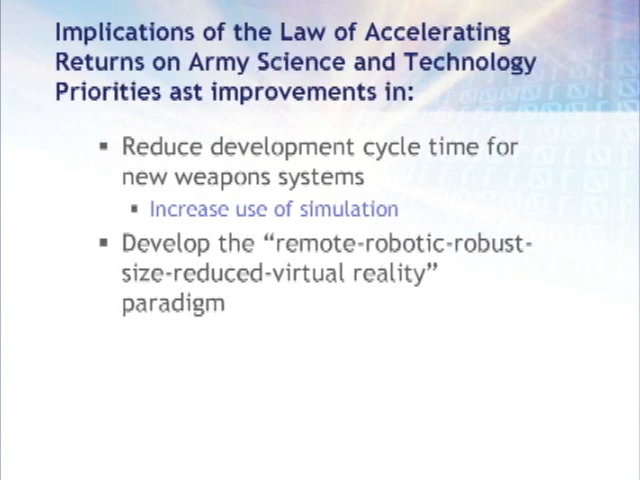 Implications of the Law of Accelerating
Returns on Army Science and Technology
Priorities ast improvements in:
▪ Reduce development cycle time for
new weapons systems
▪ Increase use of simulation
▪ Develop the “remote-robotic-robust-
size-reduced-virtual reality”
paradigm